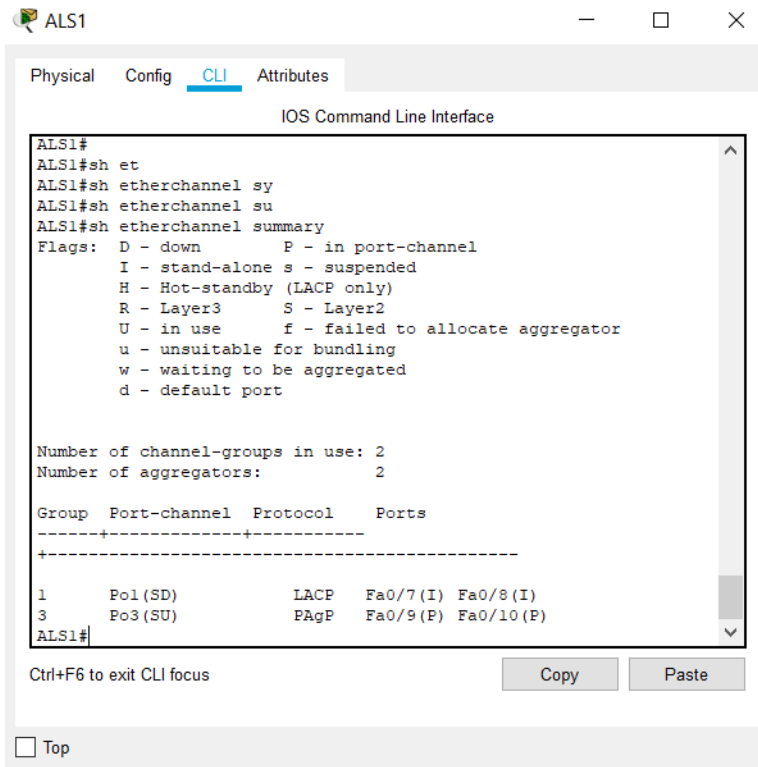 ALS1
Physical Config CLI Attributes
IOS Command Line Interface
ALS1#
ALS1#sh et
ALS1#sh etherchannel sy
ALS1#sh etherchannel su
ALS1#sh etherchannel summary
Flags:  D - down        P - in port-channel
        I - stand-alone s - suspended
        H - Hot-standby (LACP only)
        R - Layer3      S - Layer2
        U - in use      f - failed to allocate aggregator
        u - unsuitable for bundling
        w - waiting to be aggregated
        d - default port
Number of channel-groups in use: 2
Number of aggregators:           2
Group  Port-channel  Protocol    Ports
------+-------------+-----------
+----------------------------------------------
1      Po1(SD)           LACP   Fa0/7(I) Fa0/8(I)
3      Po3(SU)           PAgP   Fa0/9(P) Fa0/10(P)
ALS1#
Ctrl+F6 to exit CLI focus Copy Paste
Top